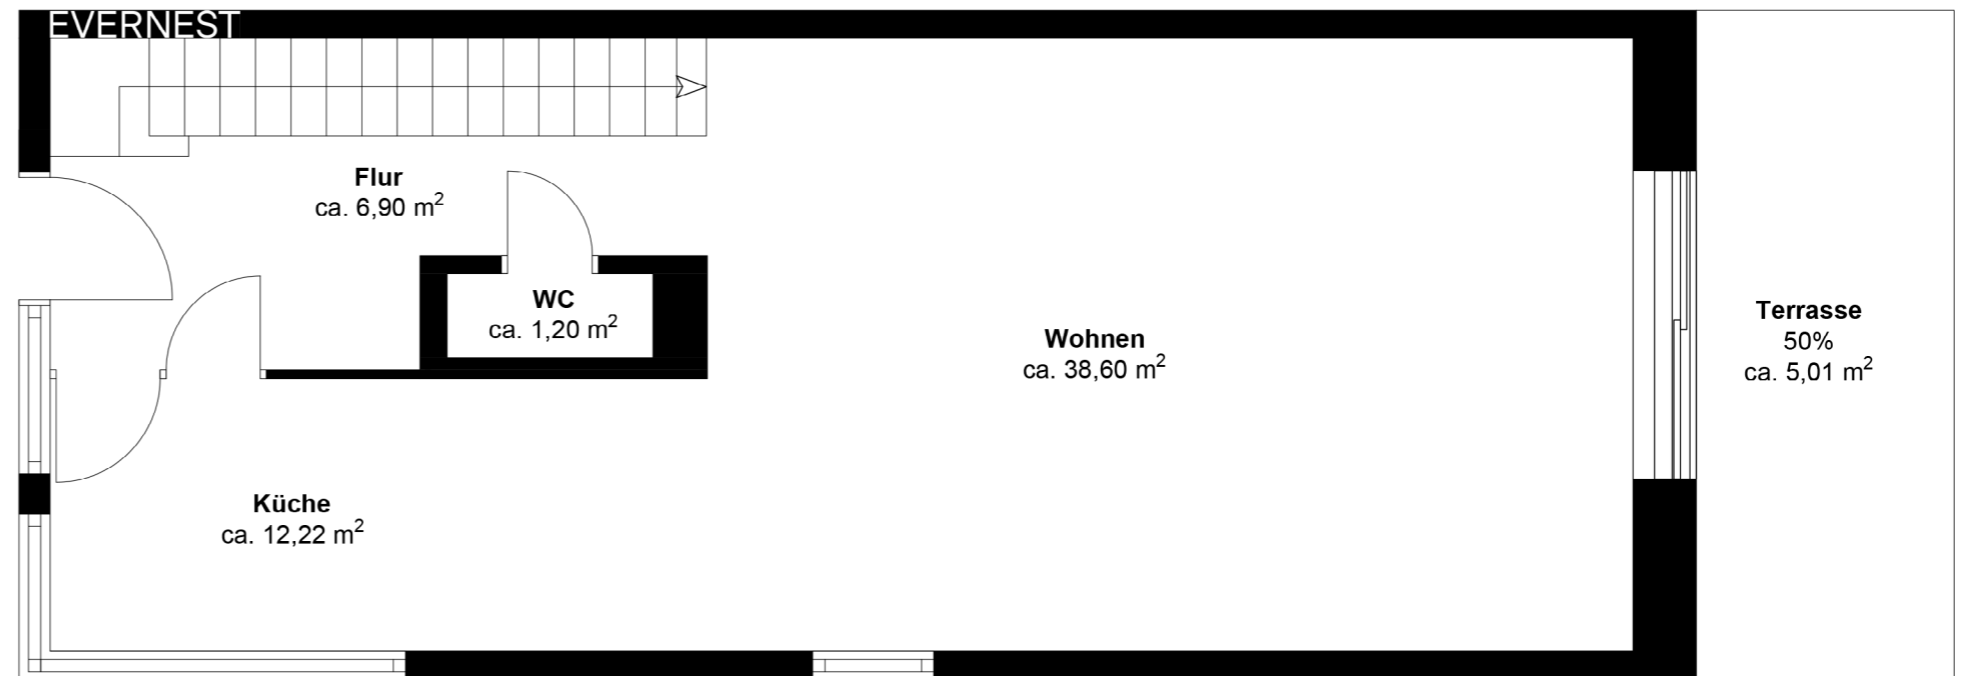 EVERNEST
Flur
ca. 6,90 m²
WC
ca. 1,20 m²
Wohnen
ca. 38,60 m²
Terrasse
50%
ca. 5,01 m²
Küche
ca. 12,22 m²